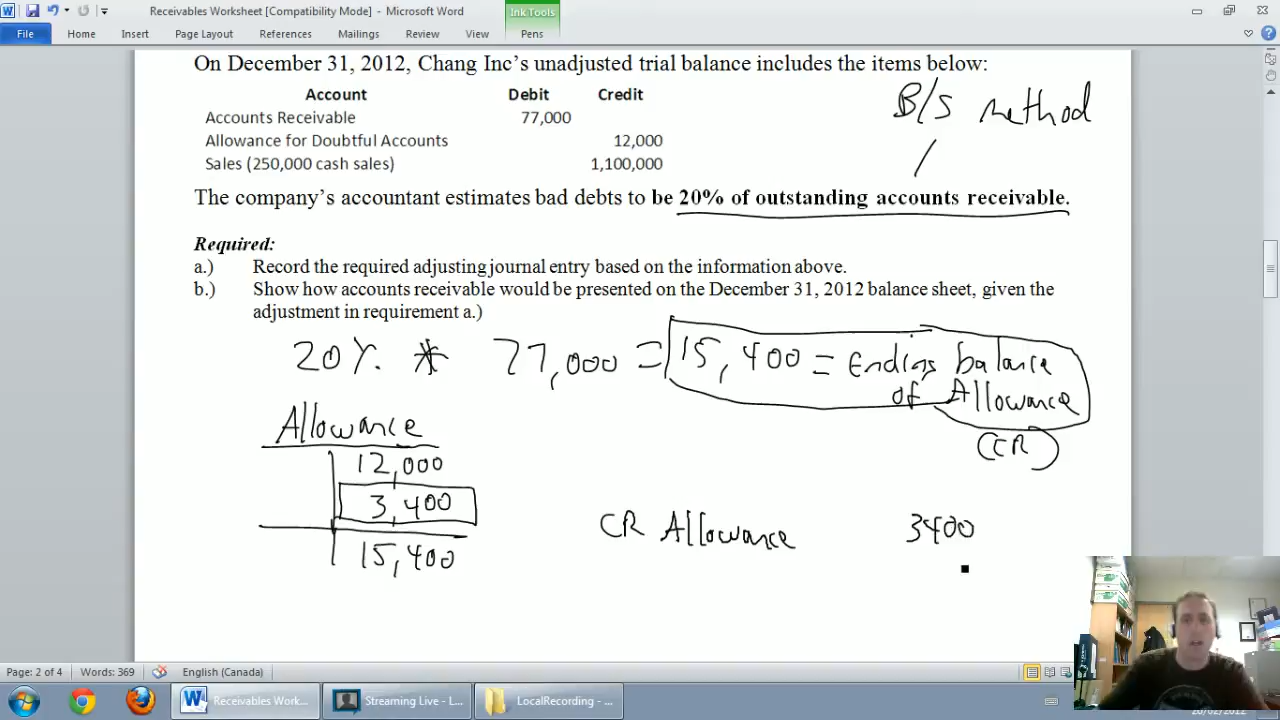 Receivables Worksheet [Compatibility Mode] - Microsoft Word
Ink Tools
File Home Insert Page Layout References Mailings Review View Pens
On December 31, 2012, Chang Inc's unadjusted trial balance includes the items below:
Account Debit Credit
Accounts Receivable 77,000
Allowance for Doubtful Accounts 12,000
Sales (250,000 cash sales) 1,100,000
B/S method
The company's accountant estimates bad debts to be 20% of outstanding accounts receivable.
Required:
a.) Record the required adjusting journal entry based on the information above.
b.) Show how accounts receivable would be presented on the December 31, 2012 balance sheet, given the
adjustment in requirement a.)
20% * 77,000 = 15,400 = Ending balance
of Allowance
(CR)
Allowance
12,000
3,400
15,400
CR Allowance 3400
Page: 2 of 4 Words: 369 English (Canada)
Receivables Work... Streaming Live - L... LocalRecording - ...
28/02/2012